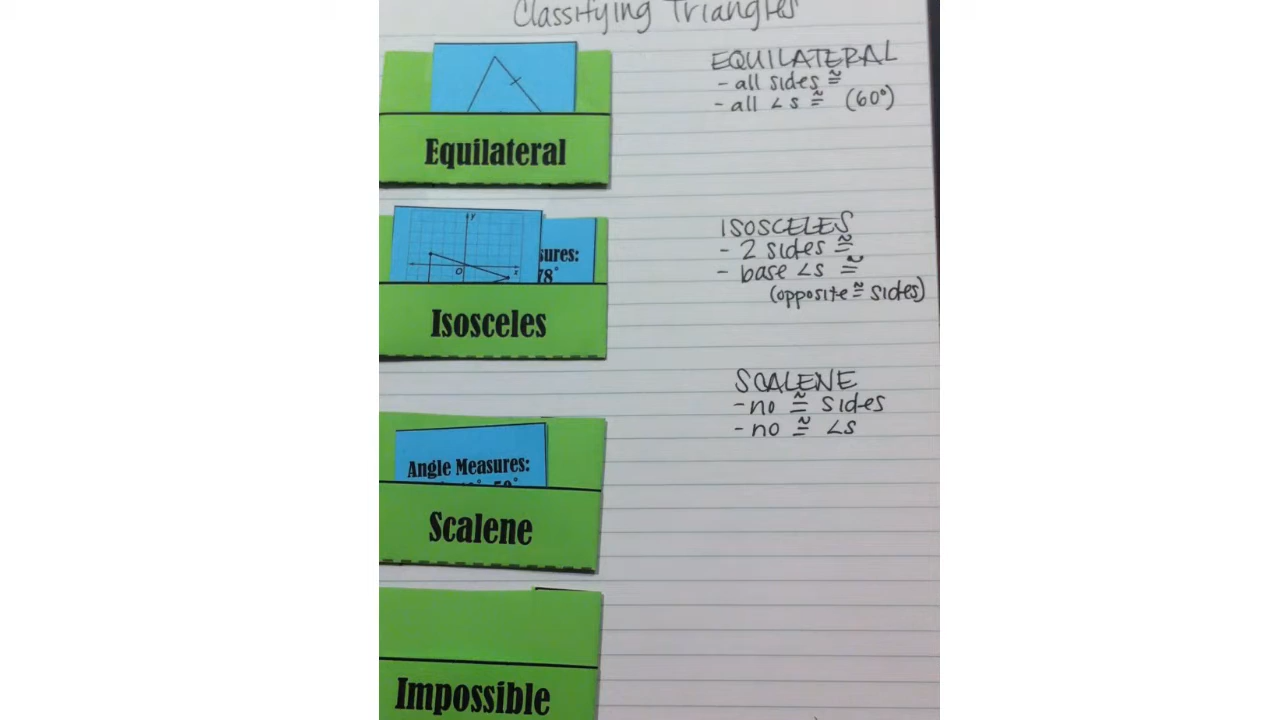 Classifying Triangles
Equilateral
EQUILATERAL
- all sides ≅
- all ∠s ≅ (60°)
y
O
x
sures:
78°
Isosceles
ISOSCELES
- 2 sides ≅
- base ∠s ≅
(opposite ≅ sides)
Angle Measures:
50°
Scalene
SCALENE
- no ≅ sides
- no ≅ ∠s
Impossible